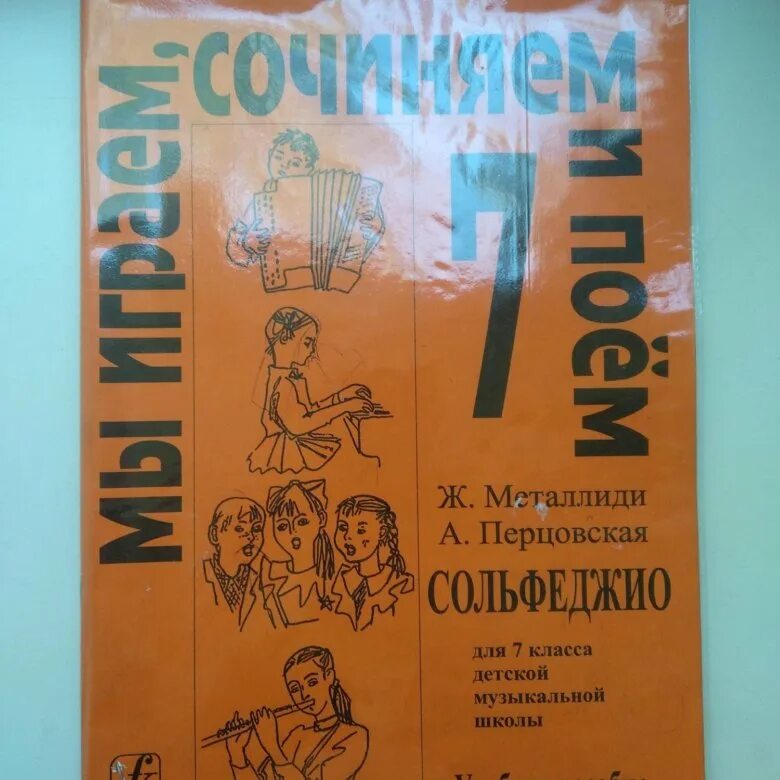 Мы играем,
сочиняем
и поём
7
Ж. Металлиди
А. Перцовская
СОЛЬФЕДЖИО
для 7 класса
детской
музыкальной
школы